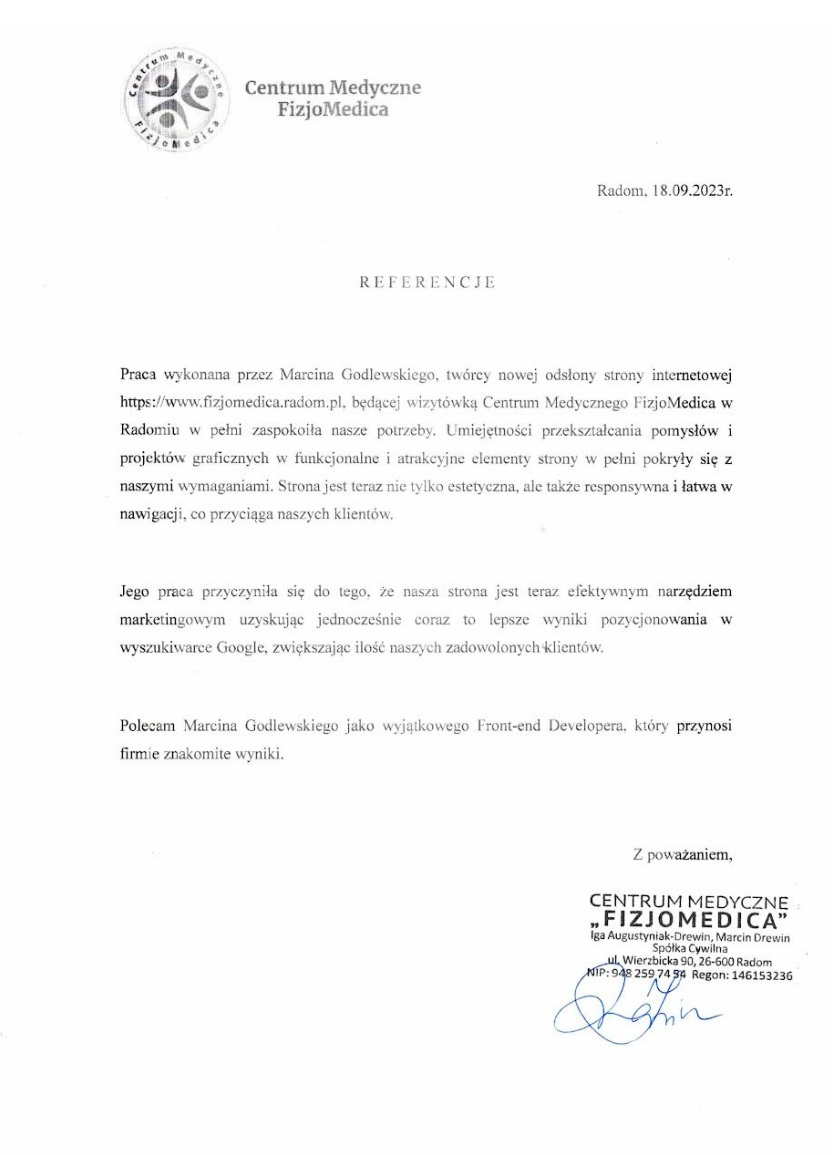 Centrum Medyczne
FizjoMedica
Centrum Medyczne
FizjoMedica
Radom, 18.09.2023r.
REFERENCJE
Praca wykonana przez Marcina Godlewskiego, twórcy nowej odsłony strony internetowej
https://www.fizjomedica.radom.pl, będącej wizytówką Centrum Medycznego FizjoMedica w
Radomiu w pełni zaspokoiła nasze potrzeby. Umiejętności przekształcania pomysłów i
projektów graficznych w funkcjonalne i atrakcyjne elementy strony w pełni pokryły się z
naszymi wymaganiami. Strona jest teraz nie tylko estetyczna, ale także responsywna i łatwa w
nawigacji, co przyciąga naszych klientów.
Jego praca przyczyniła się do tego, że nasza strona jest teraz efektywnym narzędziem
marketingowym uzyskując jednocześnie coraz to lepsze wyniki pozycjonowania w
wyszukiwarce Google, zwiększając ilość naszych zadowolonych klientów.
Polecam Marcina Godlewskiego jako wyjątkowego Front-end Developera, który przynosi
firmie znakomite wyniki.
Z poważaniem,
CENTRUM MEDYCZNE
„FIZJOMEDICA”
Iga Augustyniak-Drewin, Marcin Drewin
Spółka Cywilna
ul. Wierzbicka 90, 26-600 Radom
NIP: 948 259 74 54 Regon: 146153236